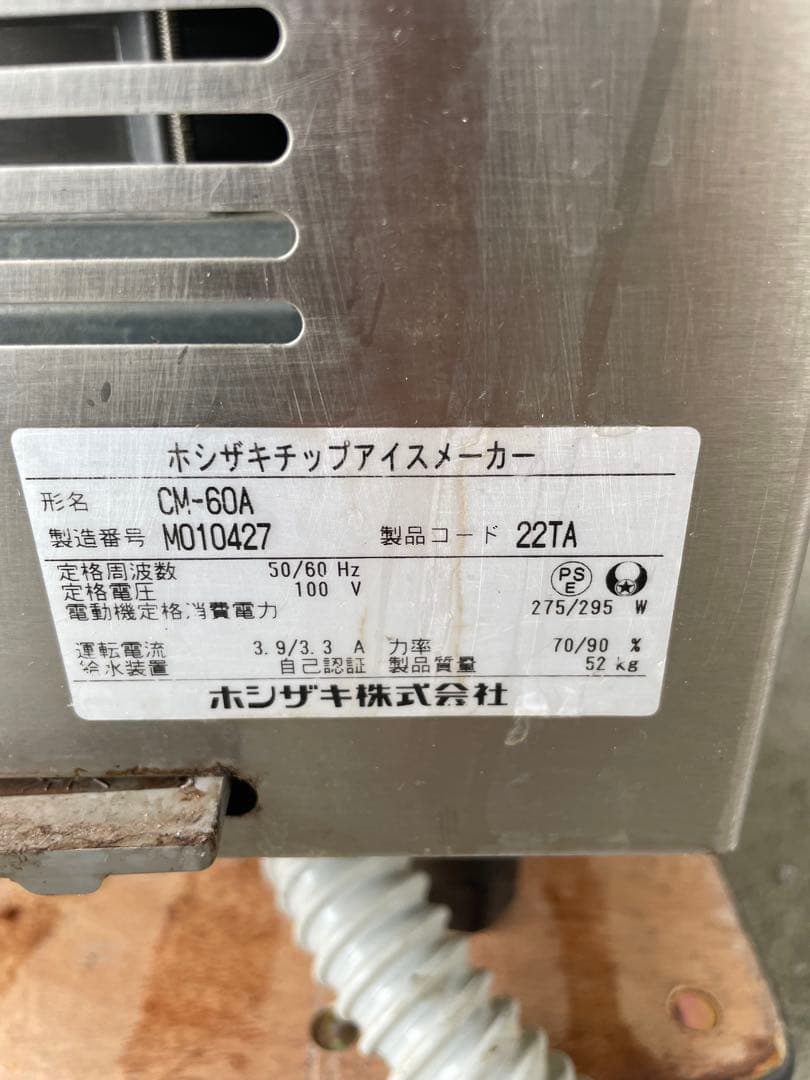 ホシザキチップアイスメーカー
形名 CM-60A
製造番号 M010427 製品コード 22TA
定格周波数 50/60 Hz PSE
定格電圧 100 V
電動機定格消費電力 275/295 W
運転電流 3.9/3.3 A 力率 70/90 %
給水装置 自己認証 製品質量 52 kg
ホシザキ株式会社